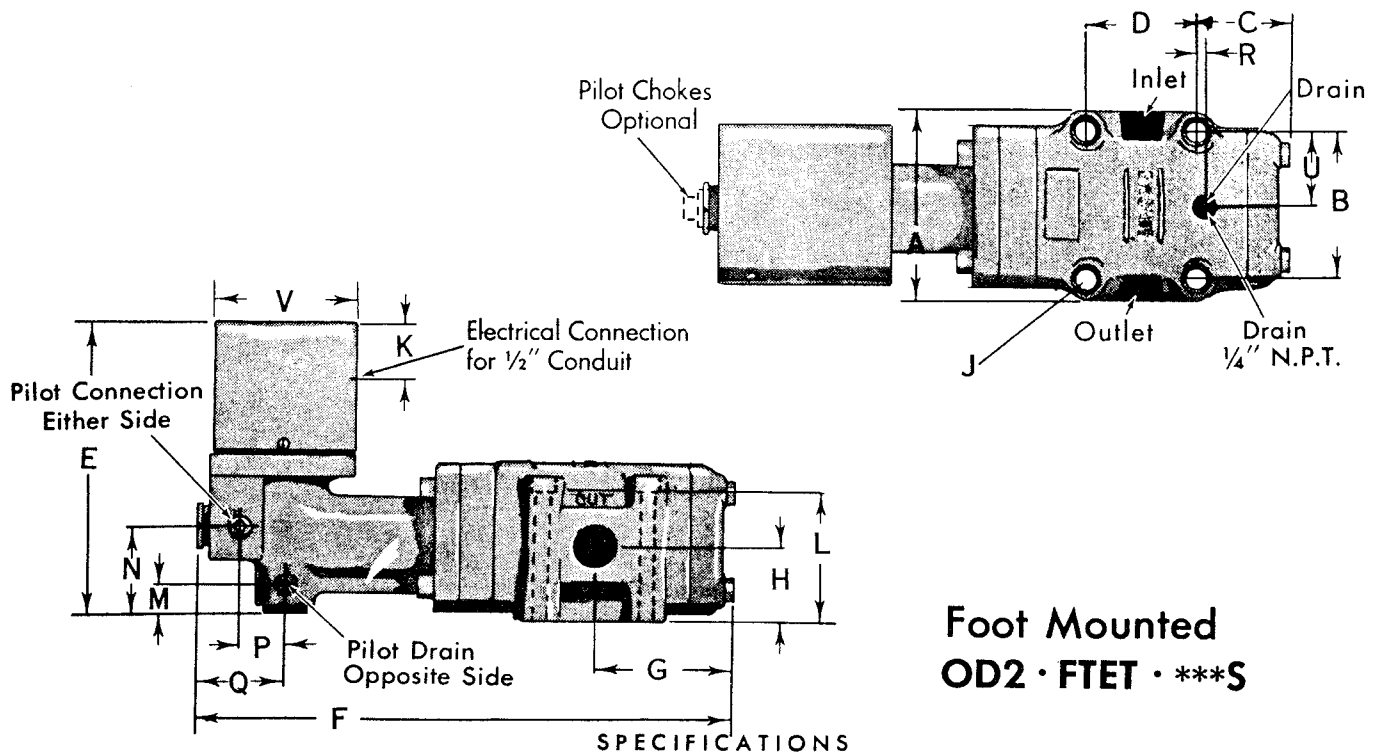 D
C
R
Inlet
Drain
Pilot Chokes
Optional
U
B
A
Outlet
Drain
¼" N.P.T.
J
V
K
Electrical Connection
for ½" Conduit
Pilot Connection
Either Side
E
OUT
L
H
N
M
P
Q
Pilot Drain
Opposite Side
G
F
Foot Mounted
OD2 · FTET · ***S
SPECIFICATIONS